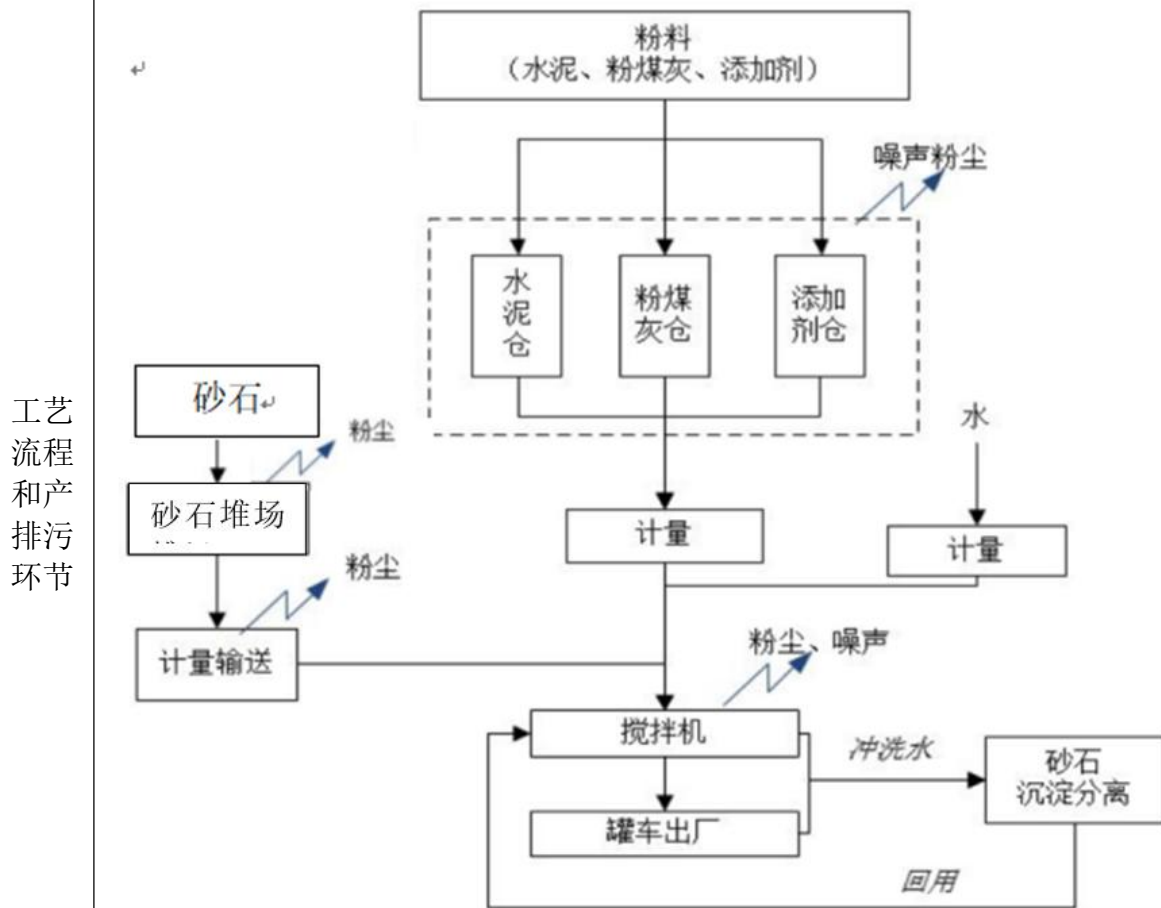 工艺
流程
和产
排污
环节
粉料
（水泥、粉煤灰、添加剂）
噪声粉尘
水
泥
仓
粉煤
灰仓
添加
剂仓
砂石
粉尘
水
砂石堆场
计量
计量
粉尘
计量输送
粉尘、噪声
搅拌机
冲洗水
砂石
沉淀分离
罐车出厂
回用